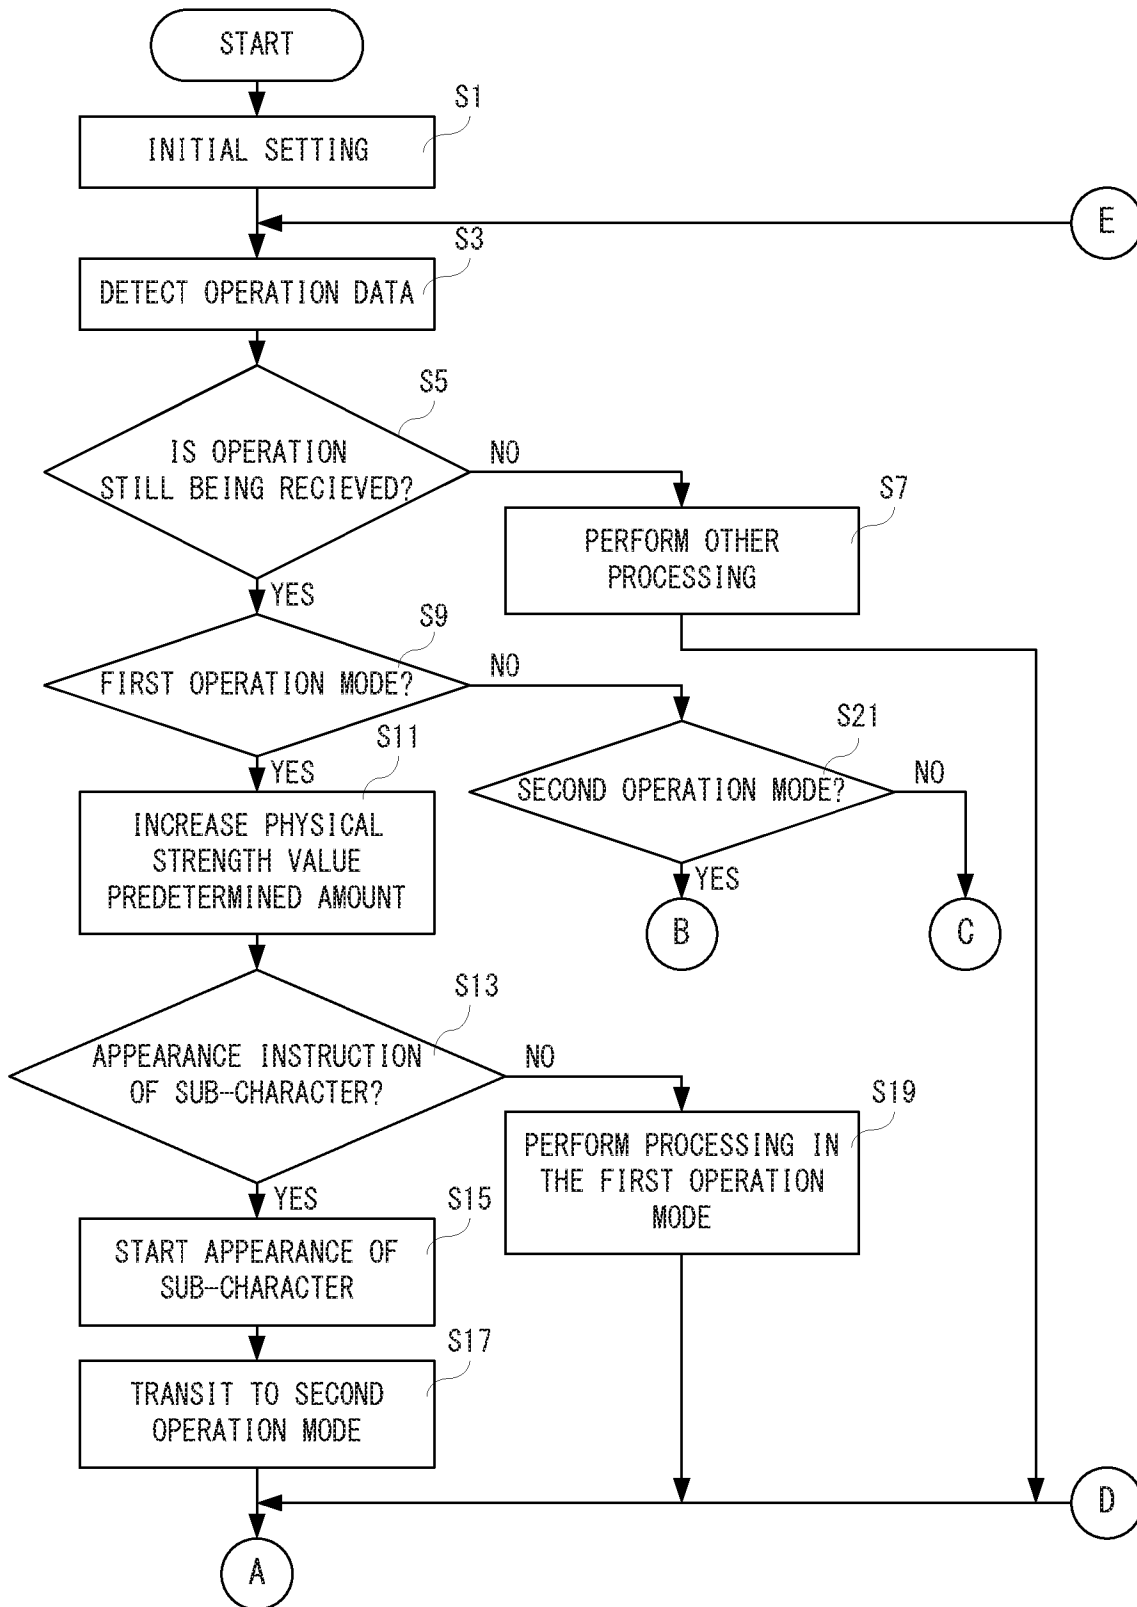 START
S1
INITIAL SETTING
E
S3
DETECT OPERATION DATA
S5
IS OPERATION
STILL BEING RECIEVED?
NO
S7
PERFORM OTHER
PROCESSING
YES
S9
FIRST OPERATION MODE?
NO
S21
SECOND OPERATION MODE?
NO
YES
B
C
YES
S11
INCREASE PHYSICAL
STRENGTH VALUE
PREDETERMINED AMOUNT
S13
APPEARANCE INSTRUCTION
OF SUB-CHARACTER?
NO
S19
PERFORM PROCESSING IN
THE FIRST OPERATION
MODE
YES
S15
START APPEARANCE OF
SUB-CHARACTER
S17
TRANSIT TO SECOND
OPERATION MODE
D
A